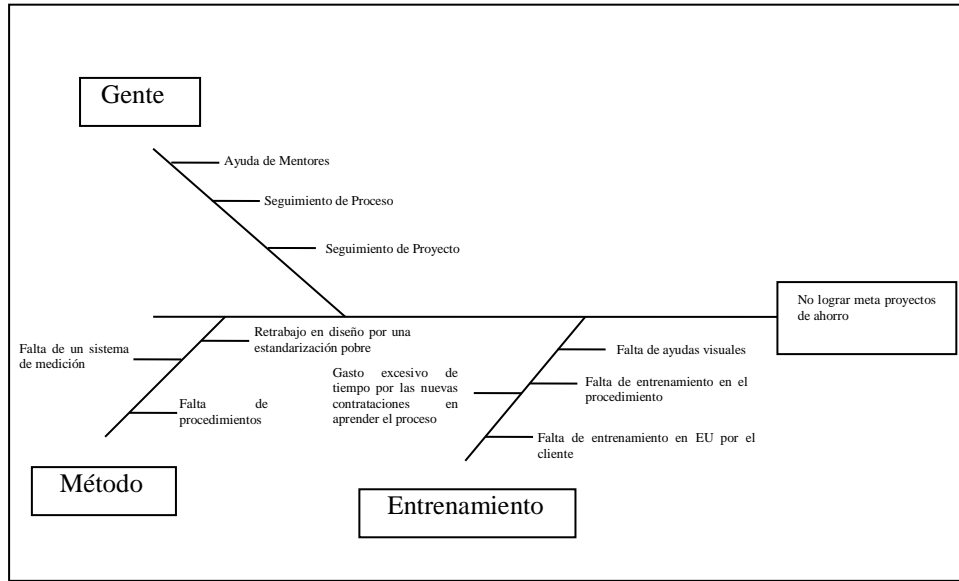 Gente
Ayuda de Mentores
Seguimiento de Proceso
Seguimiento de Proyecto
No lograr meta proyectos
de ahorro
Retrabajo en diseño por una
estandarización pobre
Falta de un sistema
de medición
Falta de
procedimientos
Método
Falta de ayudas visuales
Gasto excesivo de
tiempo por las nuevas
contrataciones en
aprender el proceso
Falta de entrenamiento en el
procedimiento
Falta de entrenamiento en EU por el
cliente
Entrenamiento